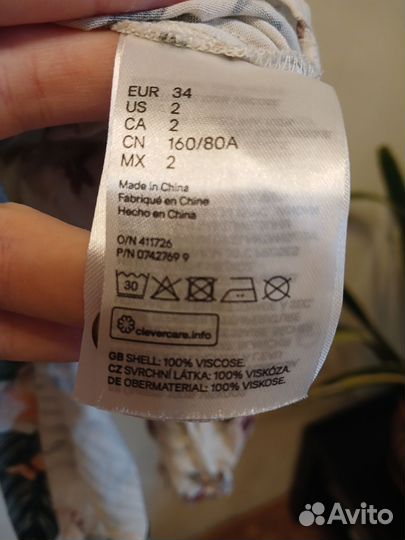 EUR 34
US 2
CA 2
CN 160/80A
MX 2
Made in China
Fabriqué en Chine
Hecho en China
O/N 411726
P/N 0742769 9
30
clevercare.info
GB SHELL: 100% VISCOSE.
CZ SVRCHNÍ LÁTKA: 100% VISKÓZA.
DE OBERMATERIAL: 100% VISKOSE.
Avito